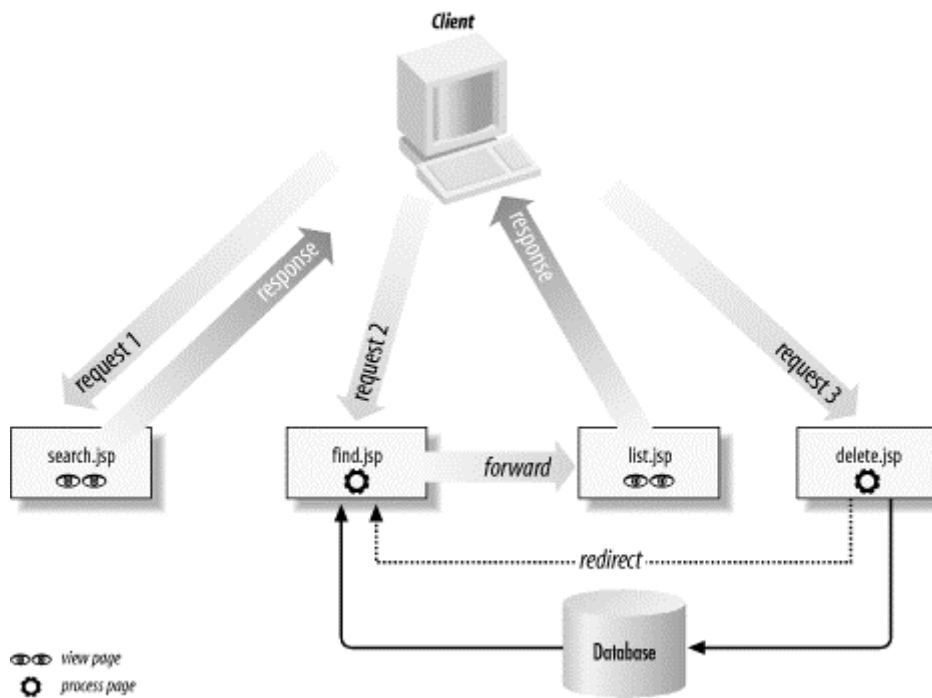 Client
request 1
response
request 2
response
request 3
search.jsp
find.jsp
forward
list.jsp
delete.jsp
redirect
Database
view page
process page